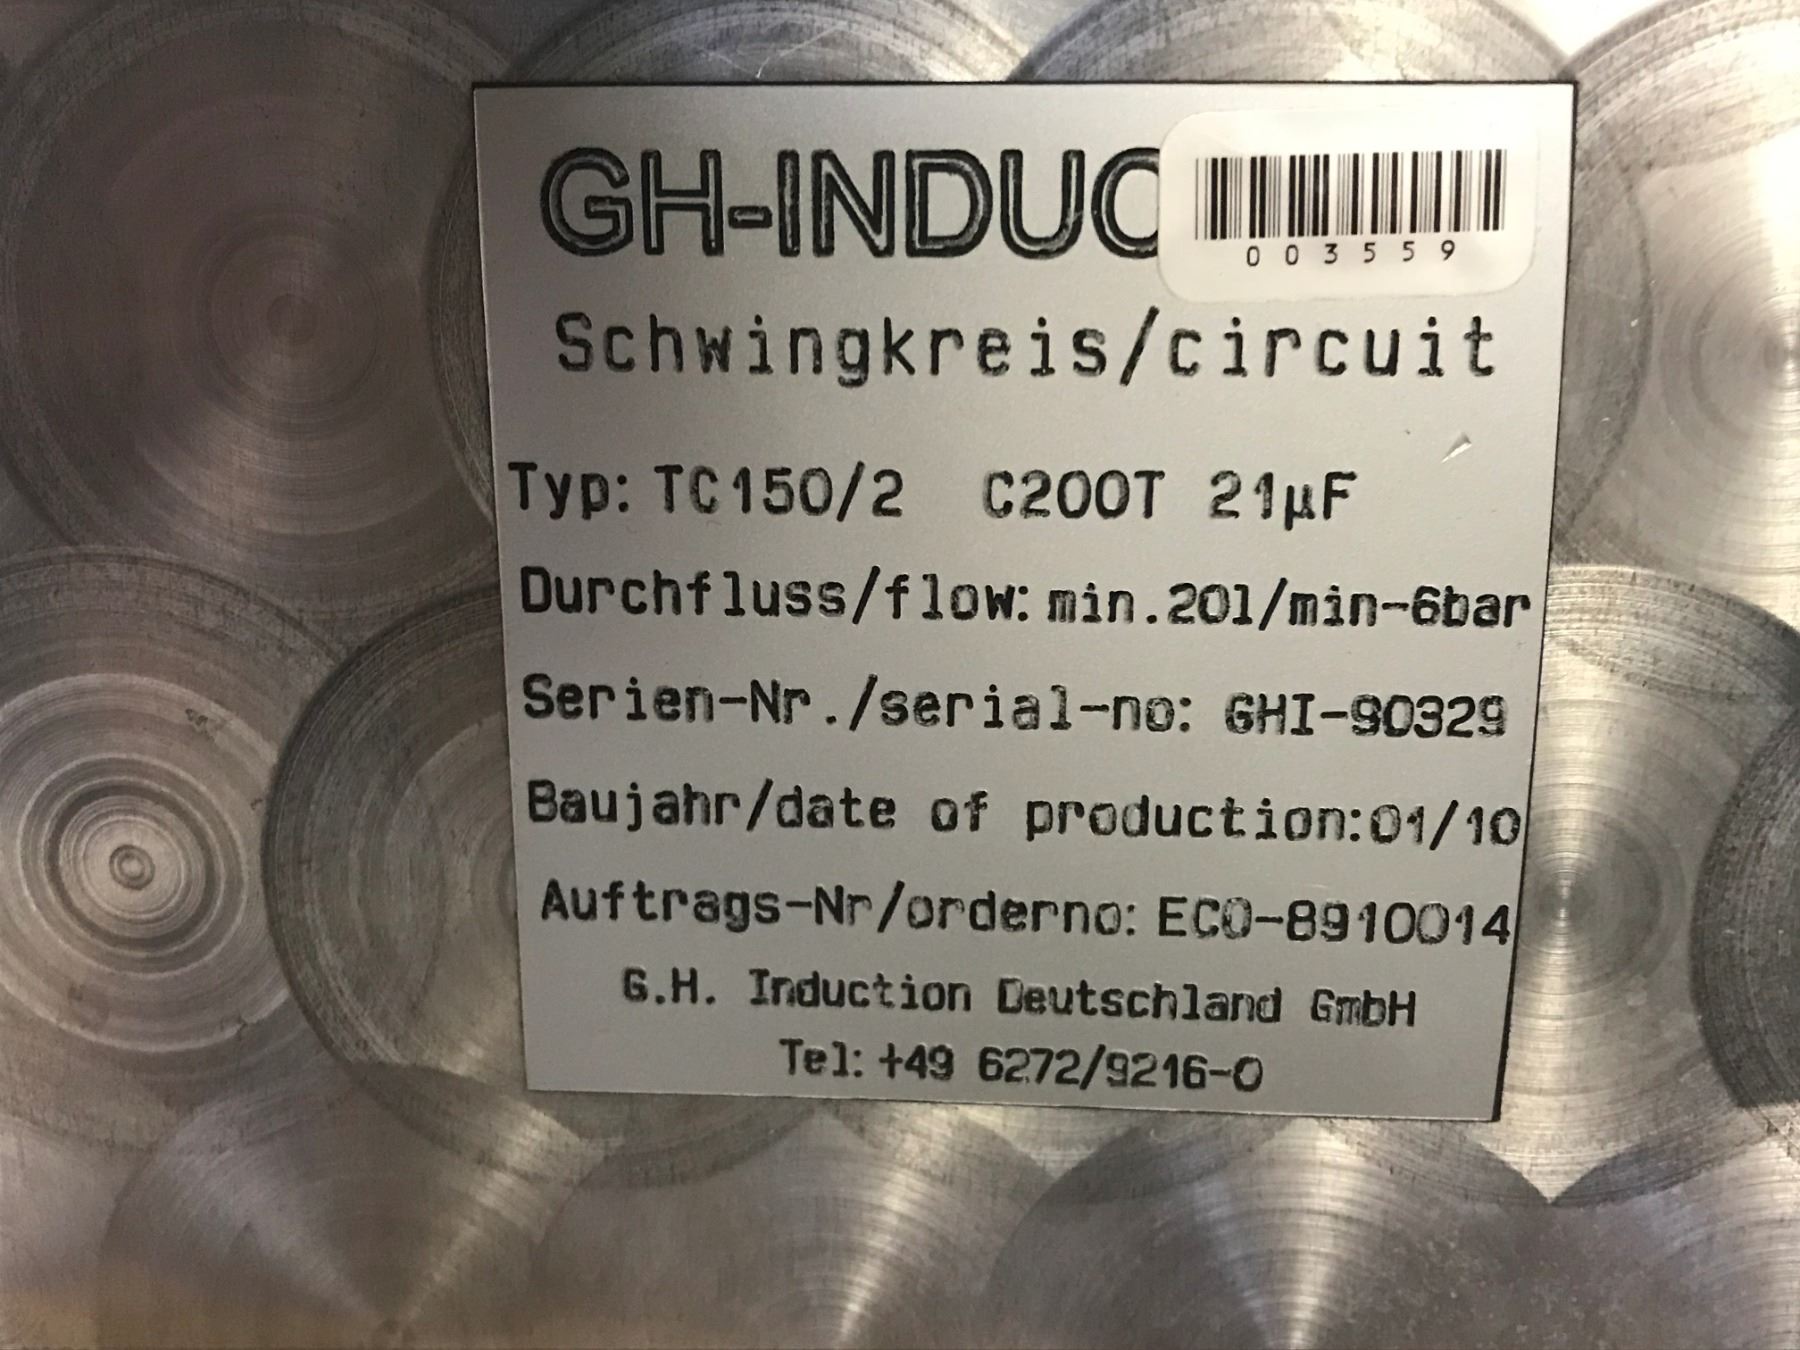 GH-INDUC
003559
Schwingkreis/circuit
Typ: TC150/2 C200T 21µF
Durchfluss/flow: min.20l/min-6bar
Serien-Nr./serial-no: GHI-90329
Baujahr/date of production:01/10
Auftrags-Nr/orderno: ECO-8910014
G.H. Induction Deutschland GmbH
Tel: +49 6272/9216-0